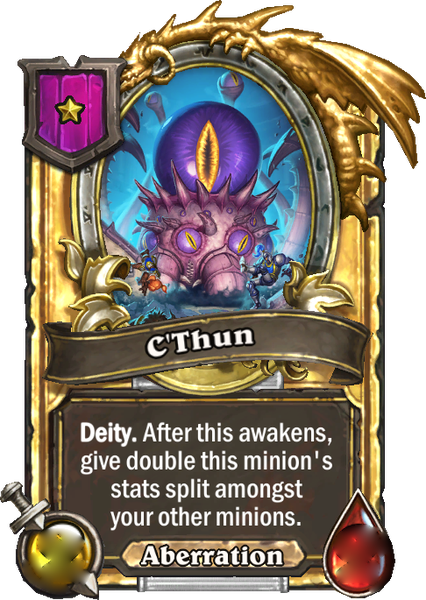 C'Thun
Deity. After this awakens,
give double this minion's
stats split amongst
your other minions.
Aberration